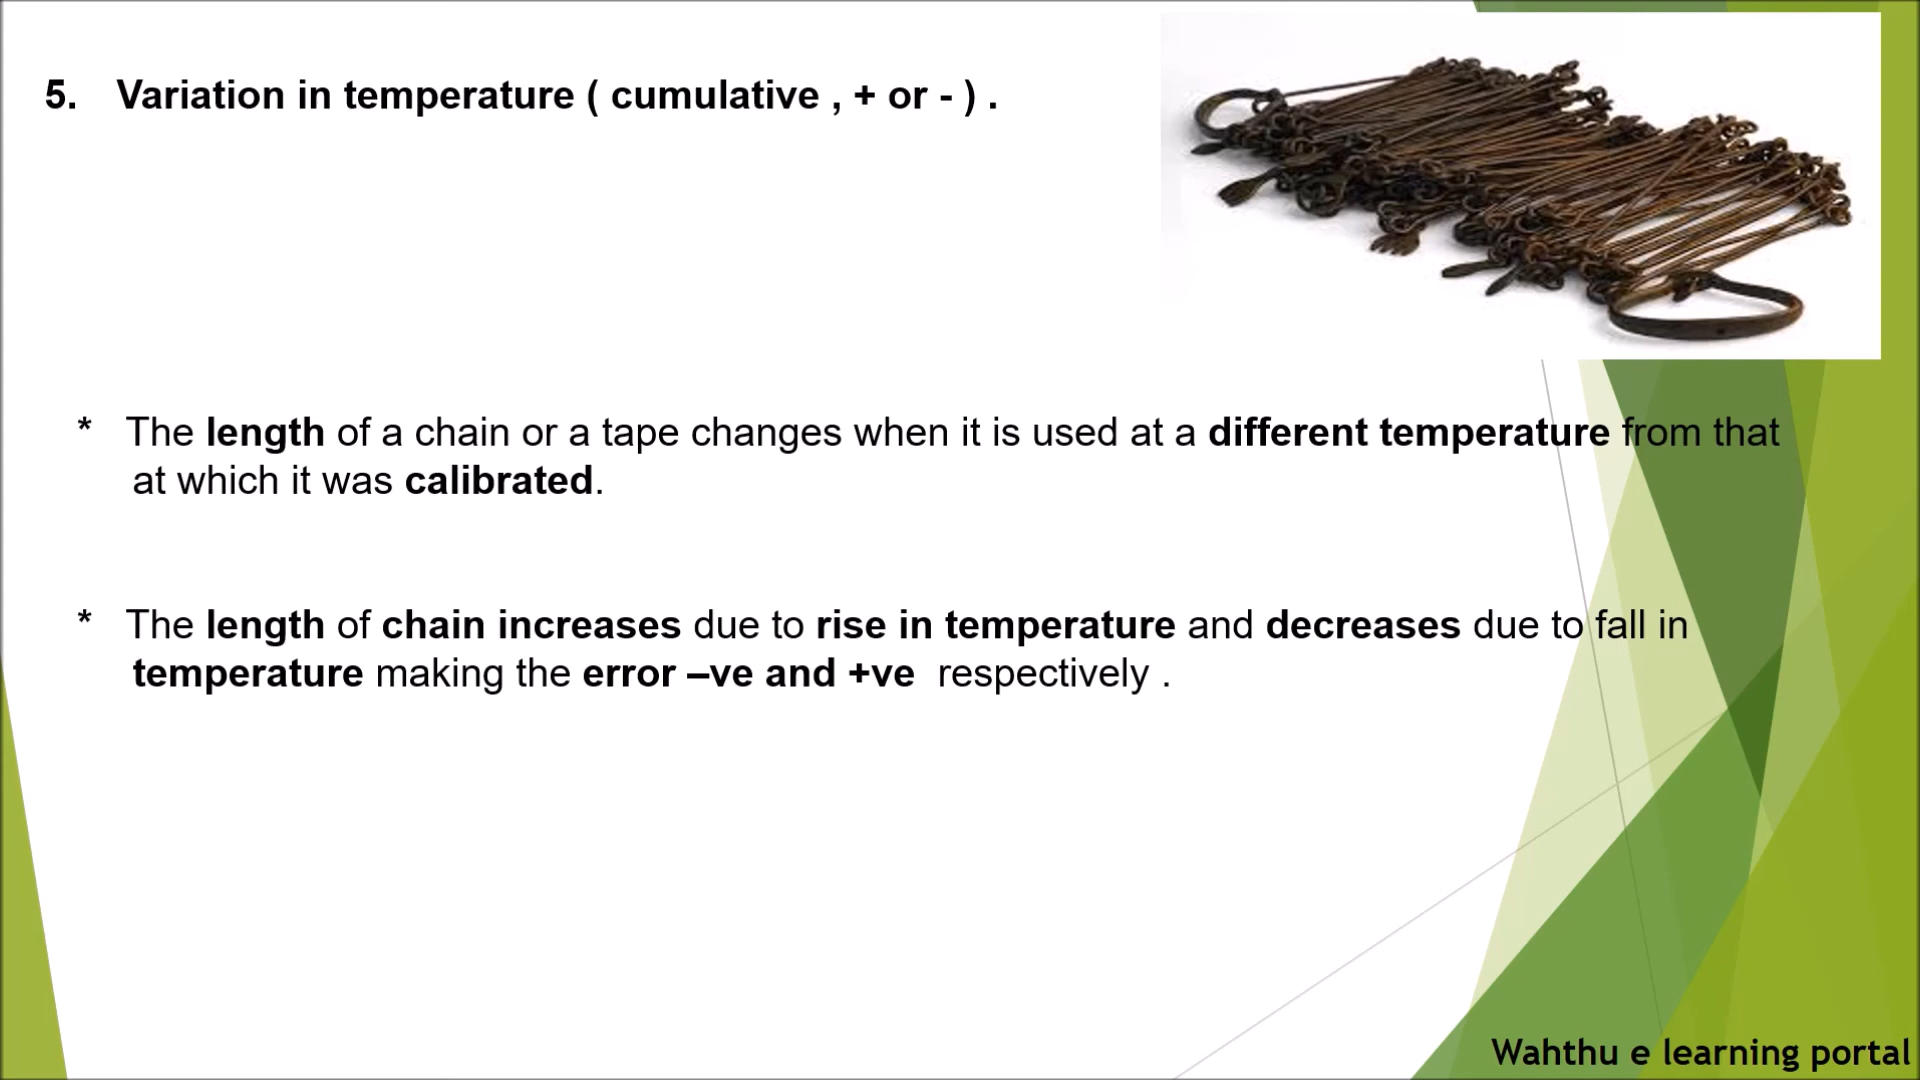 5. Variation in temperature ( cumulative , + or - ) .
* The length of a chain or a tape changes when it is used at a different temperature from that
at which it was calibrated.
* The length of chain increases due to rise in temperature and decreases due to fall in
temperature making the error –ve and +ve respectively .
Wahthu e learning portal